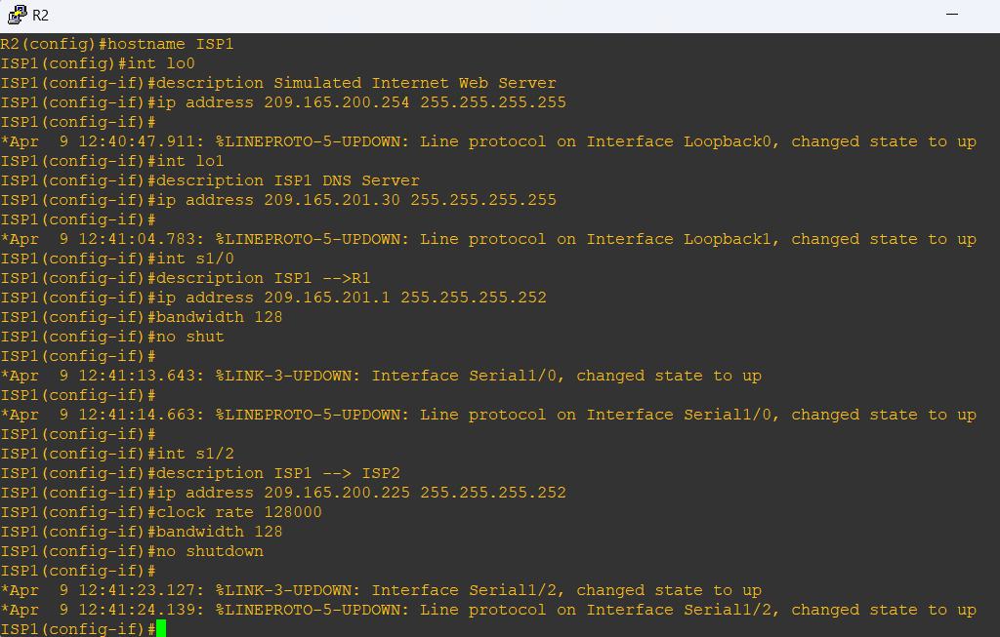 R2
R2(config)#hostname ISP1
ISP1(config)#int lo0
ISP1(config-if)#description Simulated Internet Web Server
ISP1(config-if)#ip address 209.165.200.254 255.255.255.255
ISP1(config-if)#
*Apr  9 12:40:47.911: %LINEPROTO-5-UPDOWN: Line protocol on Interface Loopback0, changed state to up
ISP1(config-if)#int lo1
ISP1(config-if)#description ISP1 DNS Server
ISP1(config-if)#ip address 209.165.201.30 255.255.255.255
ISP1(config-if)#
*Apr  9 12:41:04.783: %LINEPROTO-5-UPDOWN: Line protocol on Interface Loopback1, changed state to up
ISP1(config-if)#int s1/0
ISP1(config-if)#description ISP1 -->R1
ISP1(config-if)#ip address 209.165.201.1 255.255.255.252
ISP1(config-if)#bandwidth 128
ISP1(config-if)#no shut
ISP1(config-if)#
*Apr  9 12:41:13.643: %LINK-3-UPDOWN: Interface Serial1/0, changed state to up
ISP1(config-if)#
*Apr  9 12:41:14.663: %LINEPROTO-5-UPDOWN: Line protocol on Interface Serial1/0, changed state to up
ISP1(config-if)#
ISP1(config-if)#int s1/2
ISP1(config-if)#description ISP1 --> ISP2
ISP1(config-if)#ip address 209.165.200.225 255.255.255.252
ISP1(config-if)#clock rate 128000
ISP1(config-if)#bandwidth 128
ISP1(config-if)#no shutdown
ISP1(config-if)#
*Apr  9 12:41:23.127: %LINK-3-UPDOWN: Interface Serial1/2, changed state to up
*Apr  9 12:41:24.139: %LINEPROTO-5-UPDOWN: Line protocol on Interface Serial1/2, changed state to up
ISP1(config-if)#